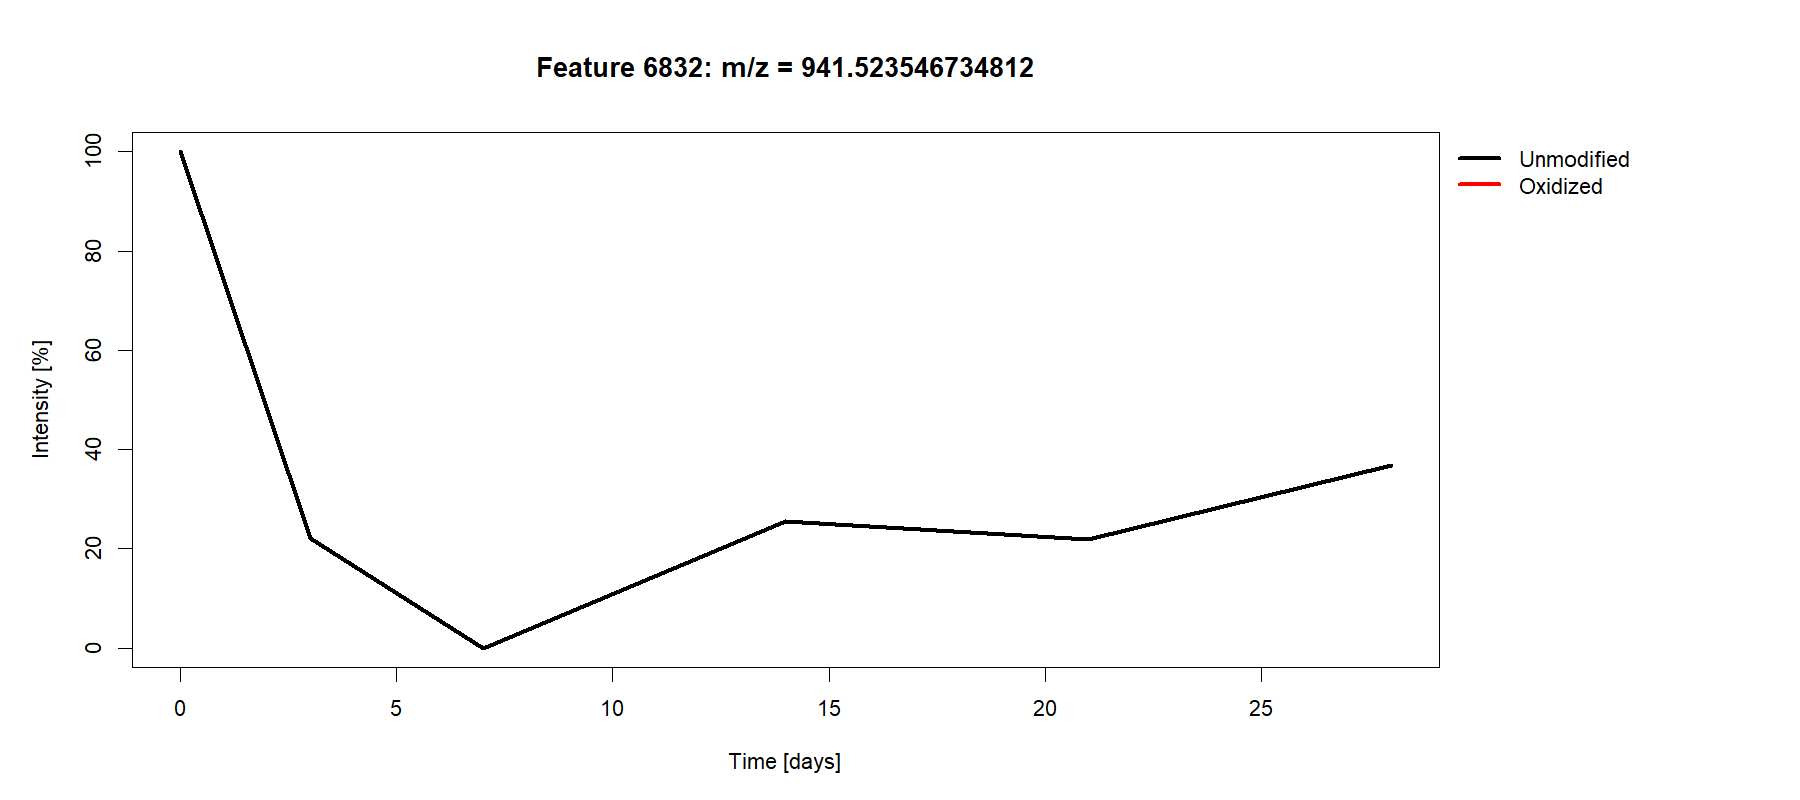 Feature 6832: m/z = 941.523546734812
Unmodified
Oxidized
100
80
60
40
20
0
Intensity [%]
0 5 10 15 20 25
Time [days]